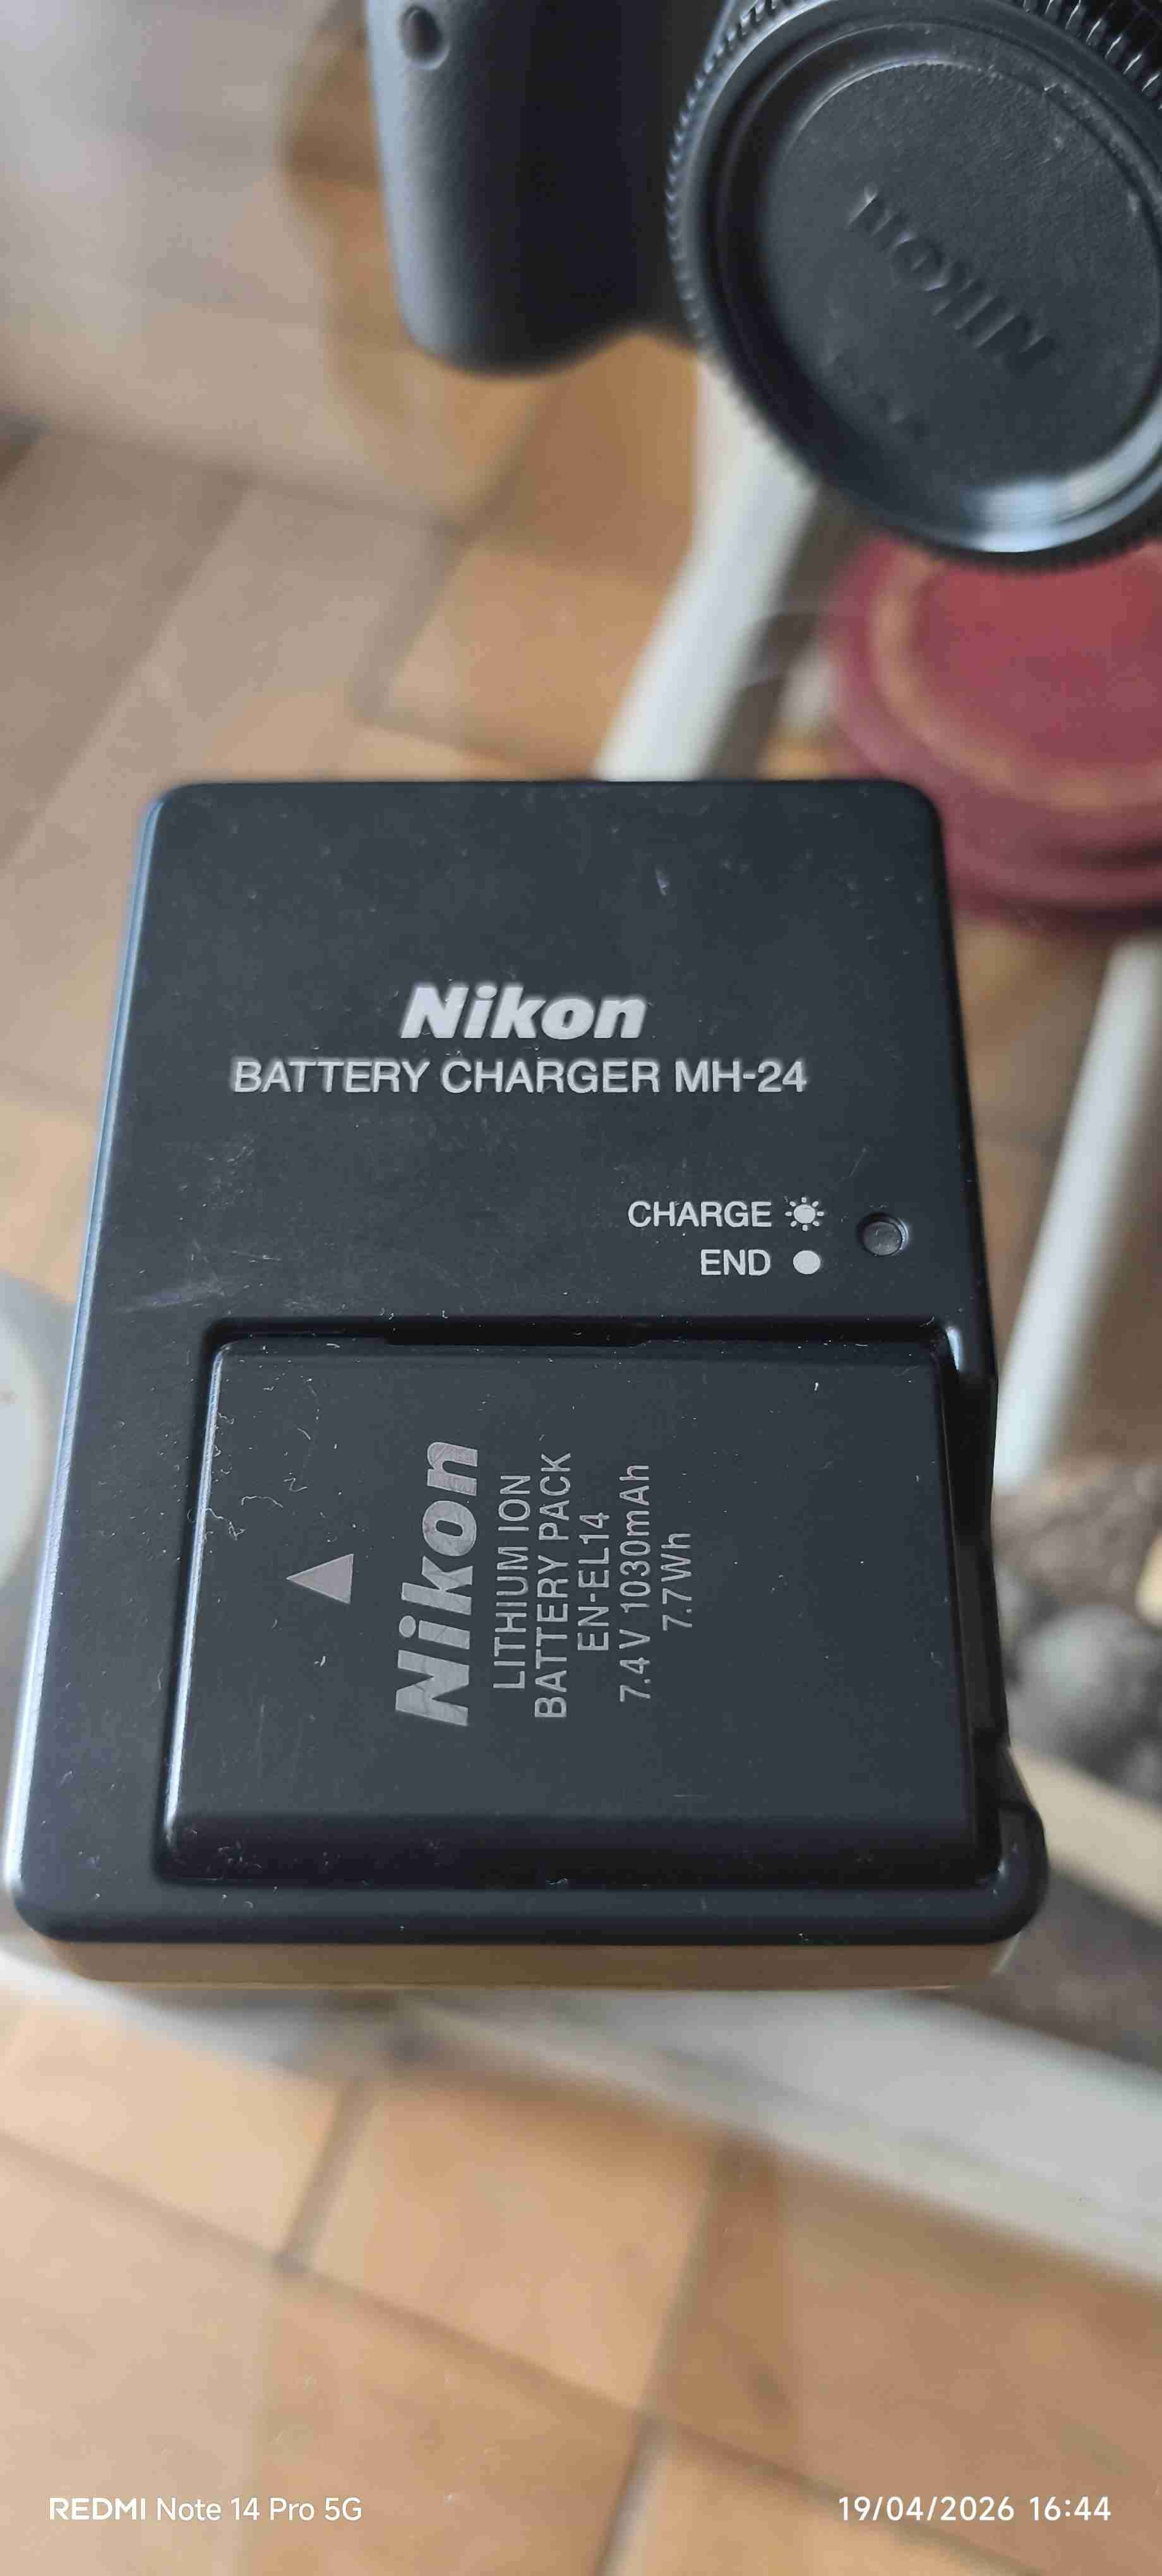 Nikon
Nikon
BATTERY CHARGER MH-24
CHARGE
END
Nikon
LITHIUM ION
BATTERY PACK
EN-EL14
7.4V 1030mAh
7.7Wh
REDMI Note 14 Pro 5G
19/04/2026 16:44